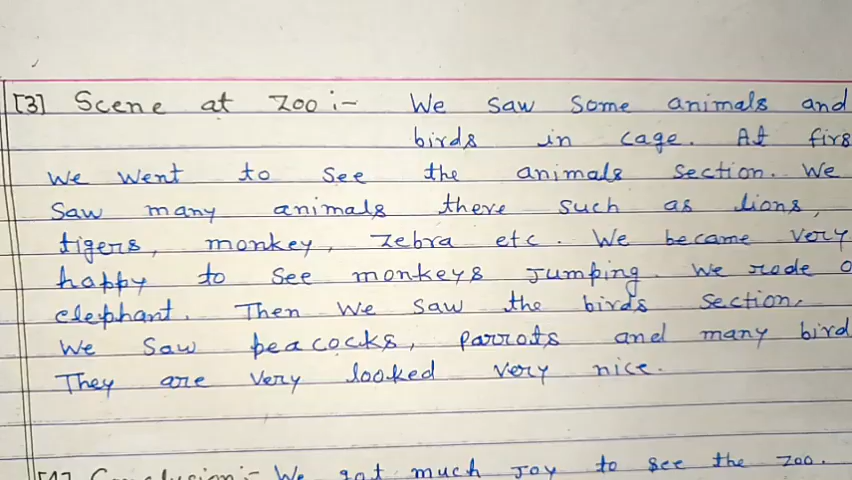 [3] Scene at Zoo :- We saw some animals and
birds in cage. At firs
We went to see the animals section. We
saw many animals there such as lions,
tigers, monkey, zebra etc. We became very
happy to see monkeys Jumping. We rode o
elephant. Then We saw the birds section.
We saw peacocks, parrots and many bird
They are very looked very nice.
[4] Conclusion :- We got much Joy to see the zoo.